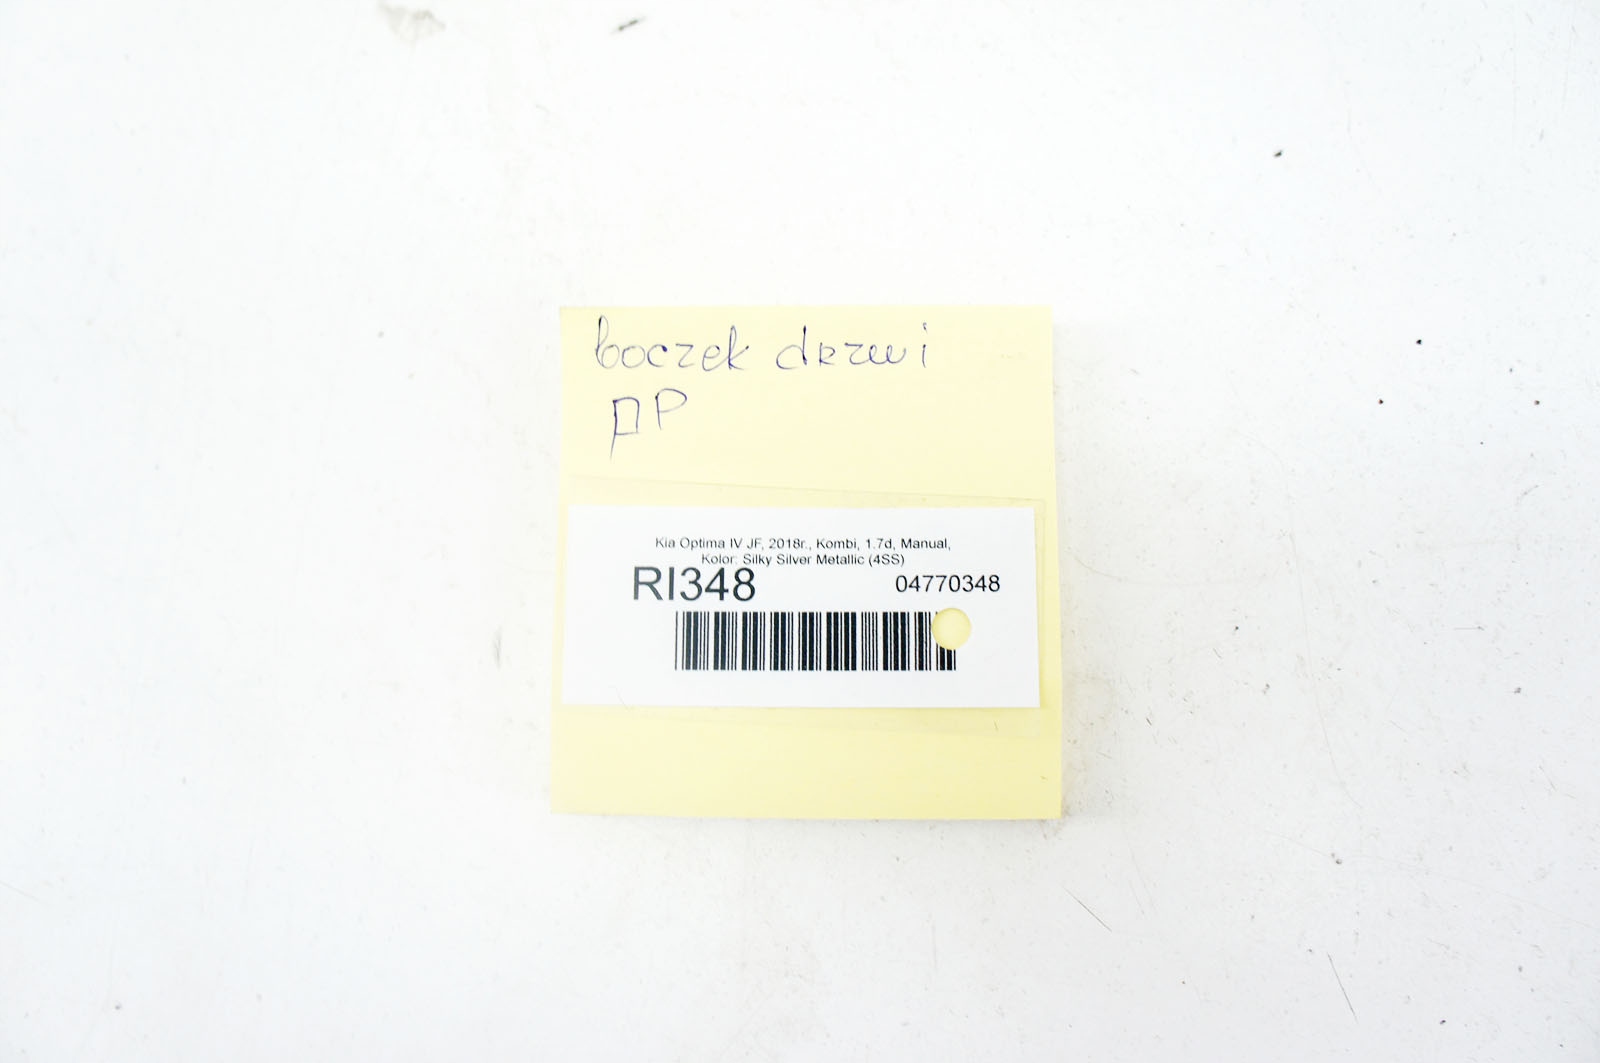 boczek drzwi
PP
Kia Optima IV JF, 2018r., Kombi, 1.7d, Manual,
Kolor: Silky Silver Metallic (4SS)
RI348 04770348